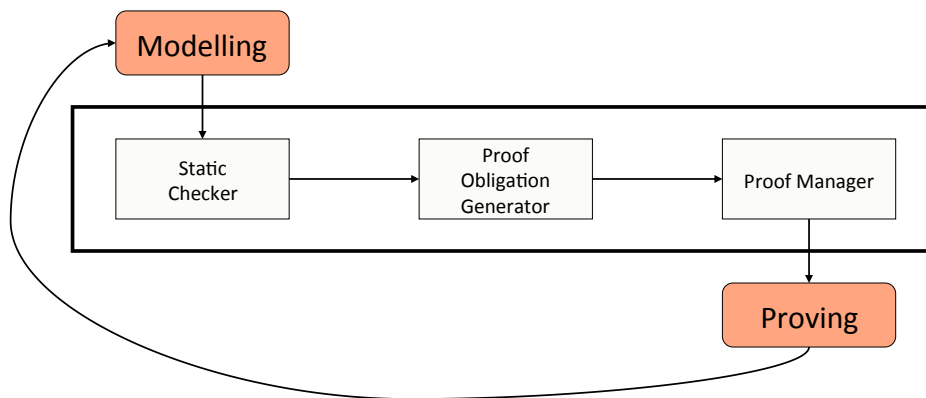 Modelling
Static
Checker
Proof
Obligation
Generator
Proof Manager
Proving